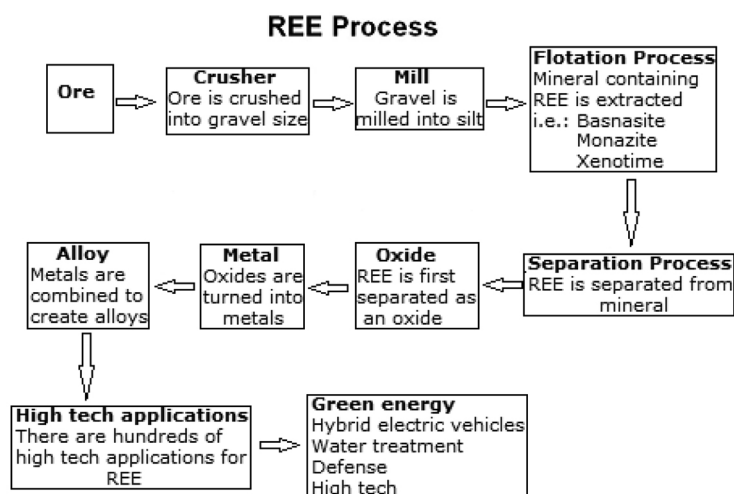 REE Process
Ore
Crusher
Ore is crushed
into gravel size
Mill
Gravel is
milled into silt
Flotation Process
Mineral containing
REE is extracted
i.e.: Basnasite
Monazite
Xenotime
Separation Process
REE is separated from
mineral
Oxide
REE is first
separated as
an oxide
Metal
Oxides are
turned into
metals
Alloy
Metals are
combined to
create alloys
High tech applications
There are hundreds of
high tech applications for
REE
Green energy
Hybrid electric vehicles
Water treatment
Defense
High tech